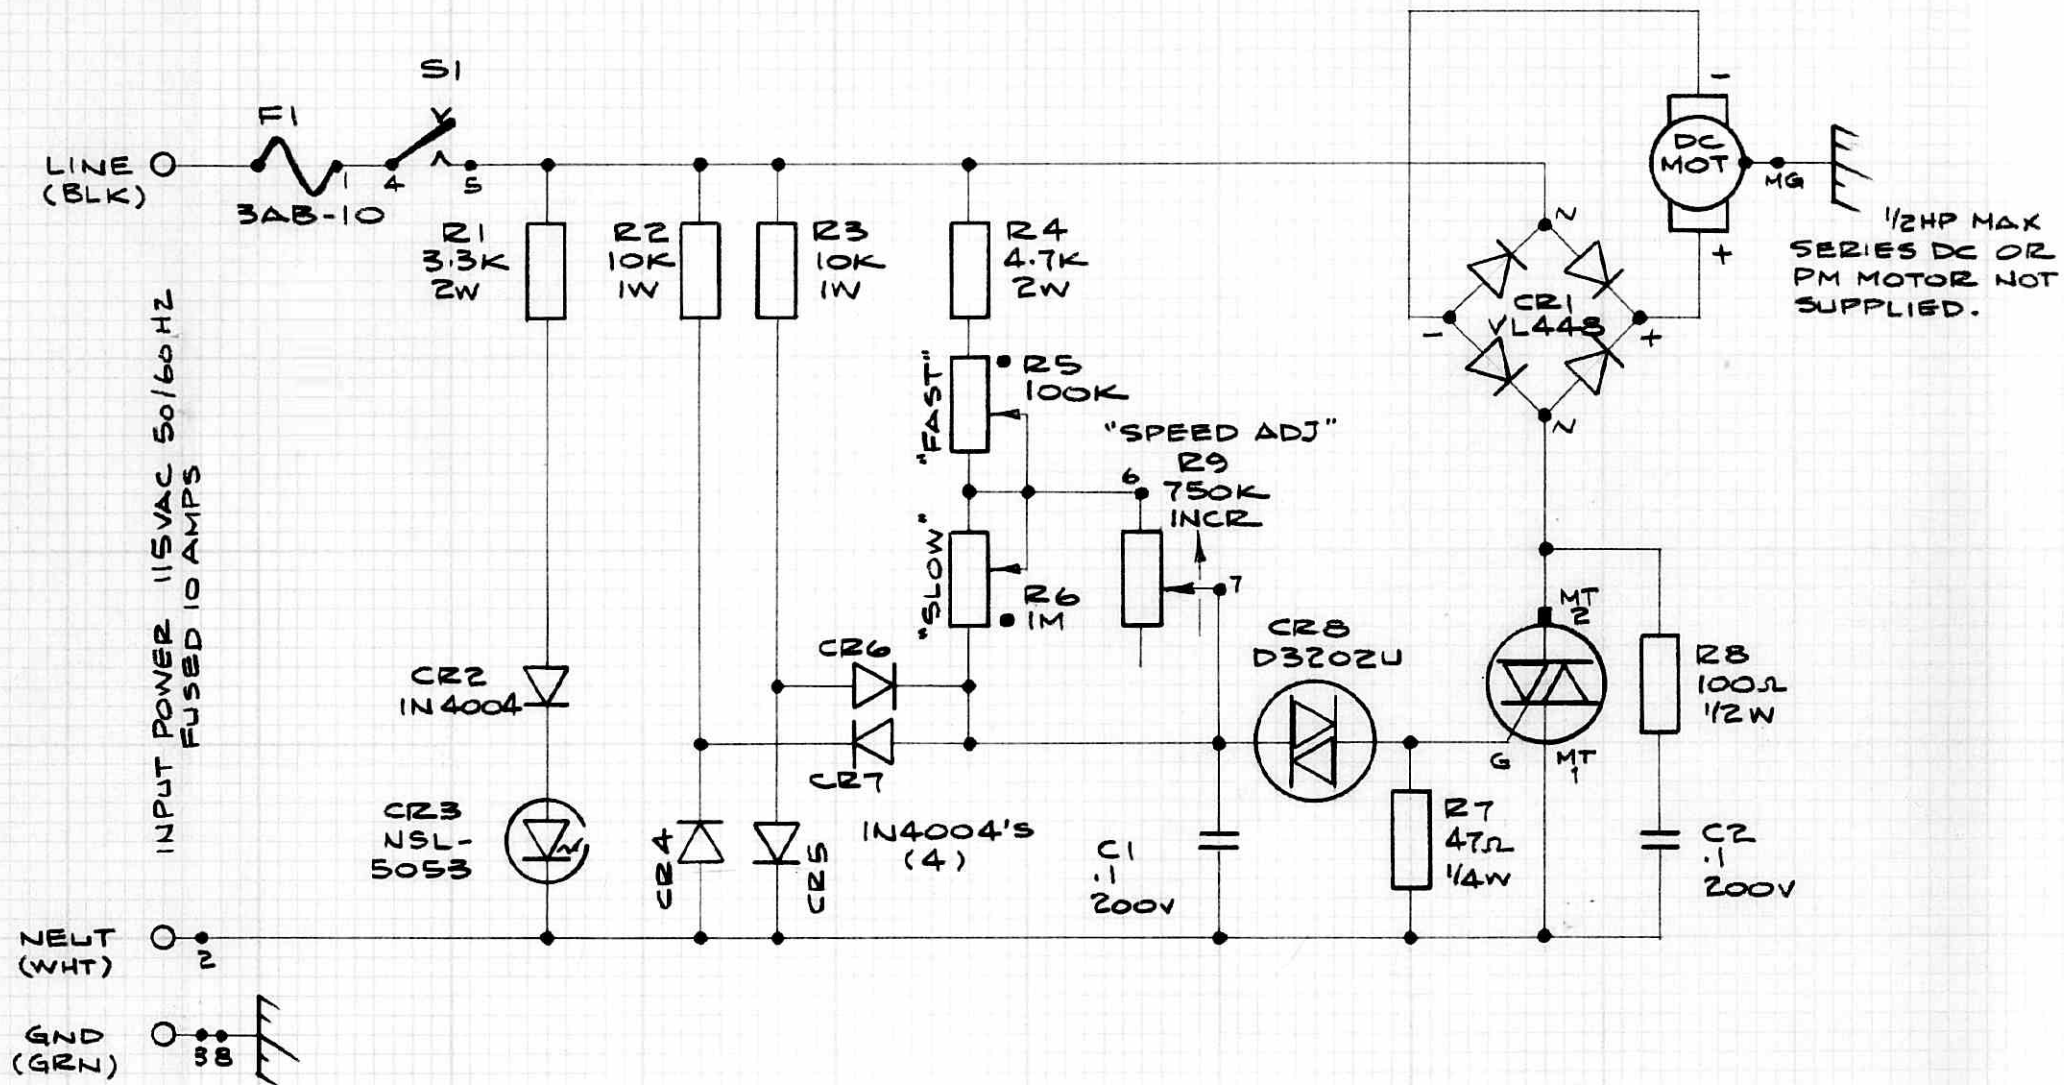 S1
F1
LINE
(BLK)
1
4
5
3AB-10
R1
3.3K
2W
R2
10K
1W
R3
10K
1W
R4
4.7K
2W
-
DC
MOT
MG
+
1/2HP MAX
SERIES DC OR
PM MOTOR NOT
SUPPLIED.
N
CR1
VL448
-
+
N
INPUT POWER 115VAC 50/60HZ
FUSED 10 AMPS
"FAST"
R5
100K
"SPEED ADJ"
6
R9
750K
INCR
7
"SLOW"
R6
1M
CR6
CR7
CR2
1N4004
CR8
D3202U
MT
2
G
MT
1
R8
100Ω
1/2W
CR3
NSL-
5053
CR4
CR5
1N4004'S
(4)
C1
.1
200V
R7
47Ω
1/4W
C2
.1
200V
NEUT
(WHT)
2
GND
(GRN)
3 8